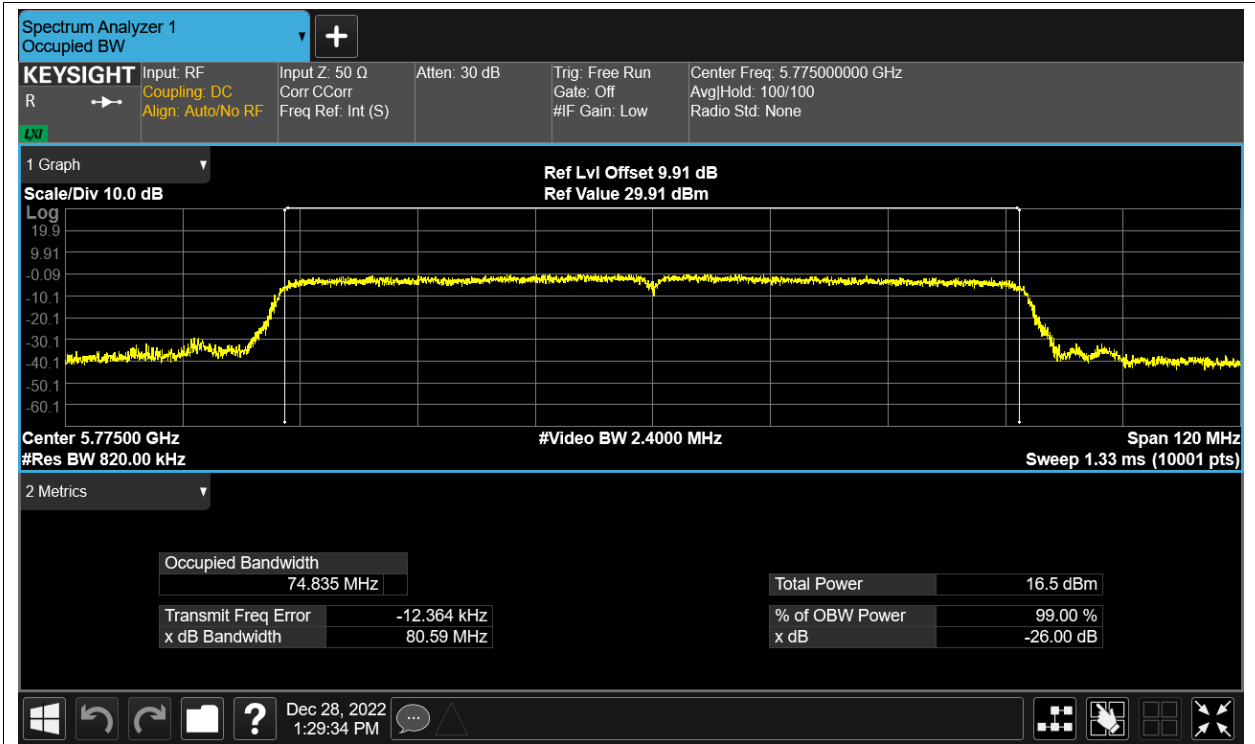 Spectrum Analyzer 1
Occupied BW
KEYSIGHT
R
LXI
Input: RF
Coupling: DC
Align: Auto/No RF
Input Z: 50 Ω
Corr CCorr
Freq Ref: Int (S)
Atten: 30 dB
Trig: Free Run
Gate: Off
#IF Gain: Low
Center Freq: 5.775000000 GHz
Avg|Hold: 100/100
Radio Std: None
1 Graph
Scale/Div 10.0 dB
Ref Lvl Offset 9.91 dB
Ref Value 29.91 dBm
Log
19.9
9.91
-0.09
-10.1
-20.1
-30.1
-40.1
-50.1
-60.1
Center 5.77500 GHz
#Video BW 2.4000 MHz
Span 120 MHz
#Res BW 820.00 kHz
Sweep 1.33 ms (10001 pts)
2 Metrics
Occupied Bandwidth
74.835 MHz
Transmit Freq Error -12.364 kHz
x dB Bandwidth 80.59 MHz
Total Power 16.5 dBm
% of OBW Power 99.00 %
x dB -26.00 dB
?
Dec 28, 2022
1:29:34 PM